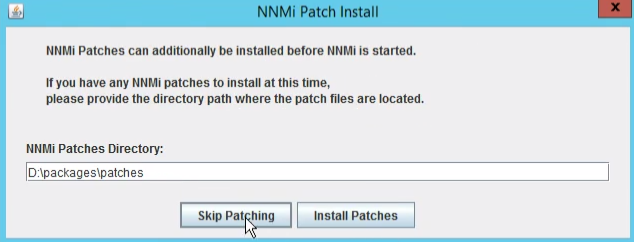 NNMi Patch Install
x
NNMi Patches can additionally be installed before NNMi is started.
If you have any NNMi patches to install at this time,
please provide the directory path where the patch files are located.
NNMi Patches Directory:
D:\packages\patches
Skip Patching
Install Patches